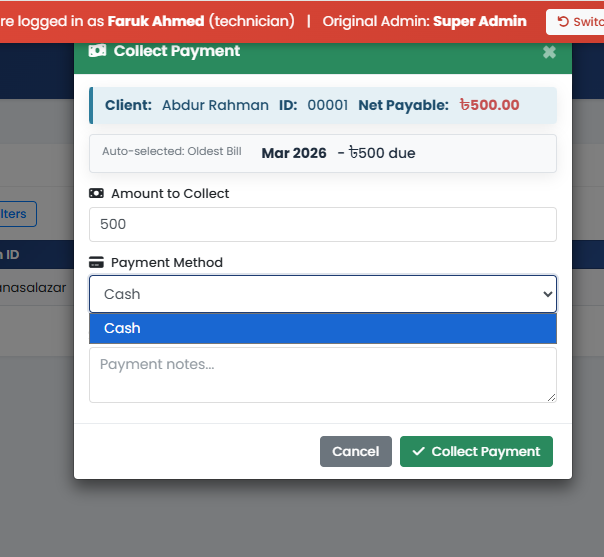 re logged in as Faruk Ahmed (technician) | Original Admin: Super Admin Switc
Collect Payment
Client: Abdur Rahman ID: 00001 Net Payable: ৳500.00
Auto-selected: Oldest Bill Mar 2026 - ৳500 due
Amount to Collect
500
Payment Method
Cash
Cash
Payment notes...
Cancel Collect Payment
lters
ID
anasalazar